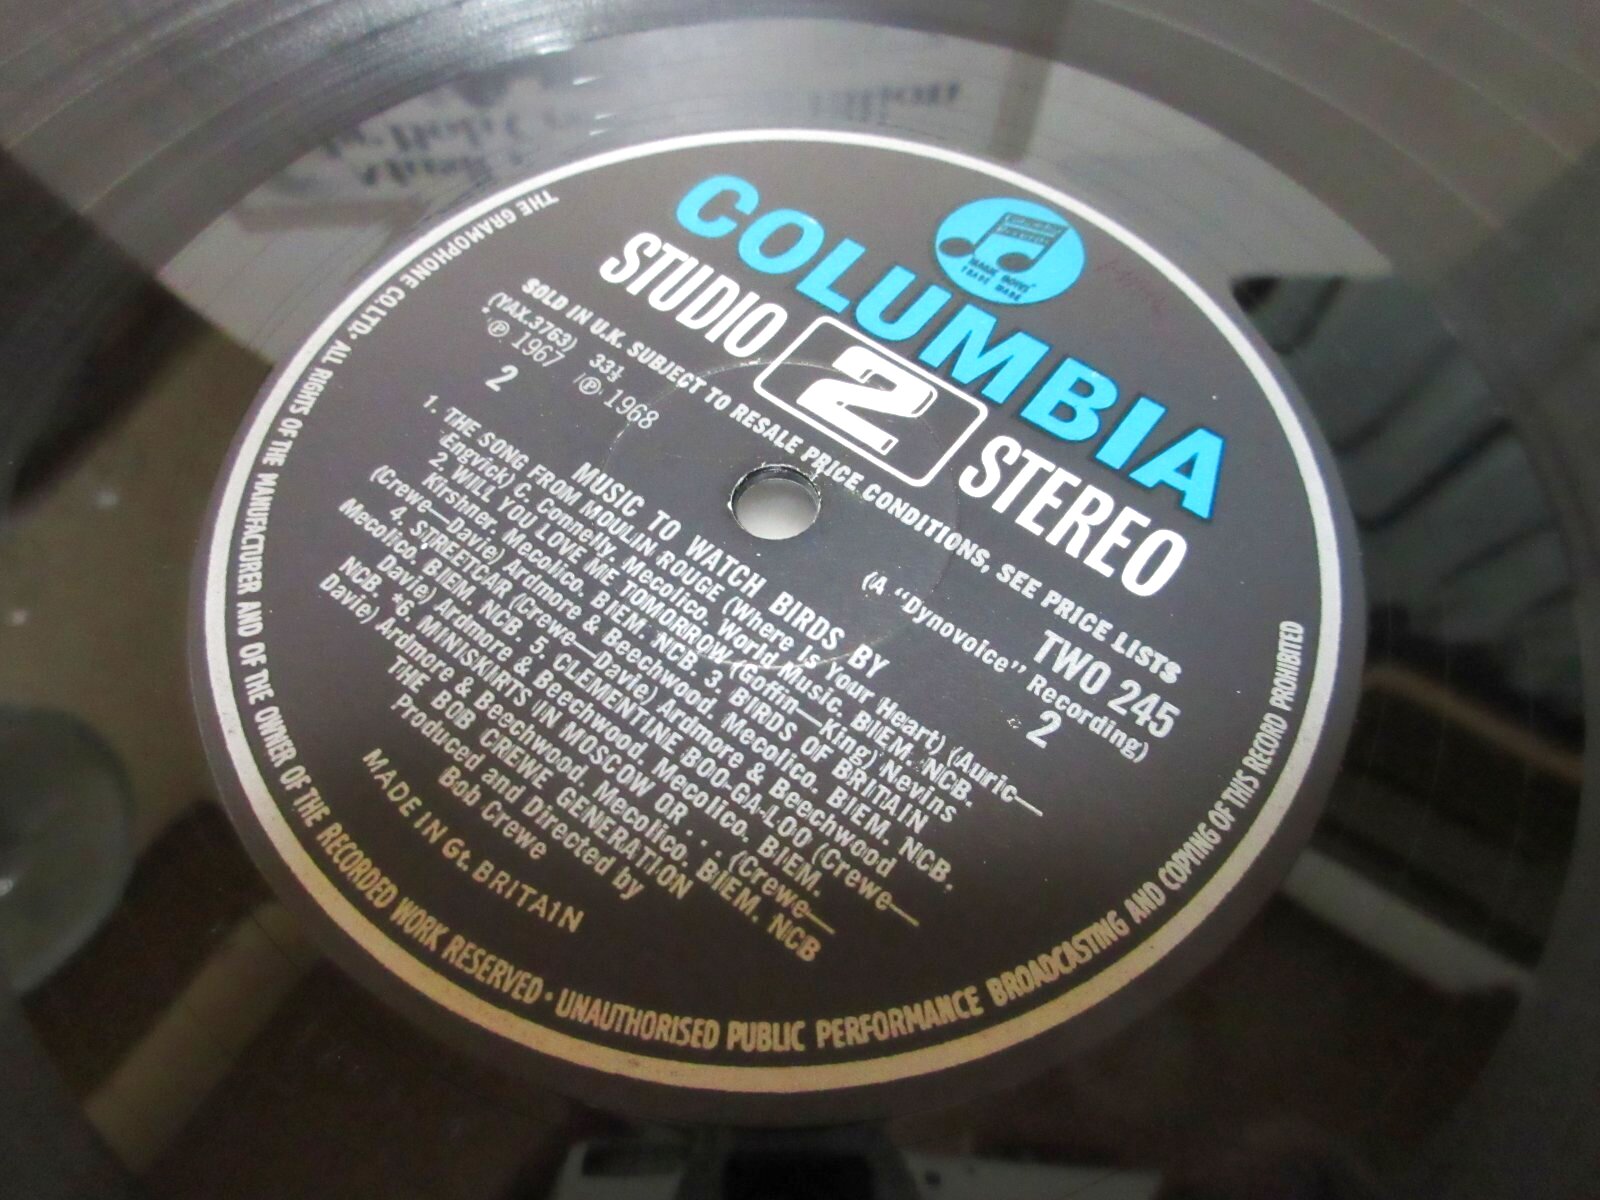 COLUMBIA
STUDIO 2 STEREO
SOLD IN U.K. SUBJECT TO RESALE PRICE CONDITIONS, SEE PRICE LISTS
(YAX.3763) 33⅓
(A "Dynovoice" Recording)
TWO 245
*℗ 1967 ℗ 1968
2
2
MUSIC TO WATCH BIRDS BY
1. THE SONG FROM MOULIN ROUGE (Where is Your Heart) (Auric—
Engvick) C. Connelly. Mecolico. World Music. BIEM. NCB.
2. WILL YOU LOVE ME TOMORROW (Goffin—King) Nevins
Kirshner. Mecolico. BIEM. NCB. 3. BIRDS OF BRITAIN
(Crewe—Davie) Ardmore & Beechwood. Mecolico. BIEM. NCB.
4. STREETCAR (Crewe—Davie) Ardmore & Beechwood
Mecolico. BIEM. NCB. 5. CLEMENTINE BOO-GA-LOO (Crewe—
Davie) Ardmore & Beechwood. Mecolico. BIEM.
NCB. *6. MINISKIRTS IN MOSCOW OR . . . (Crewe—
Davie) Ardmore & Beechwood. Mecolico. BIEM. NCB
THE BOB CREWE GENERATION
Produced and Directed by
Bob Crewe
MADE IN Gt. BRITAIN
THE GRAMOPHONE CO. LTD. ALL RIGHTS OF THE MANUFACTURER AND OF THE OWNER OF THE RECORDED WORK RESERVED · UNAUTHORISED PUBLIC PERFORMANCE BROADCASTING AND COPYING OF THIS RECORD PROHIBITED
TRADE MARK